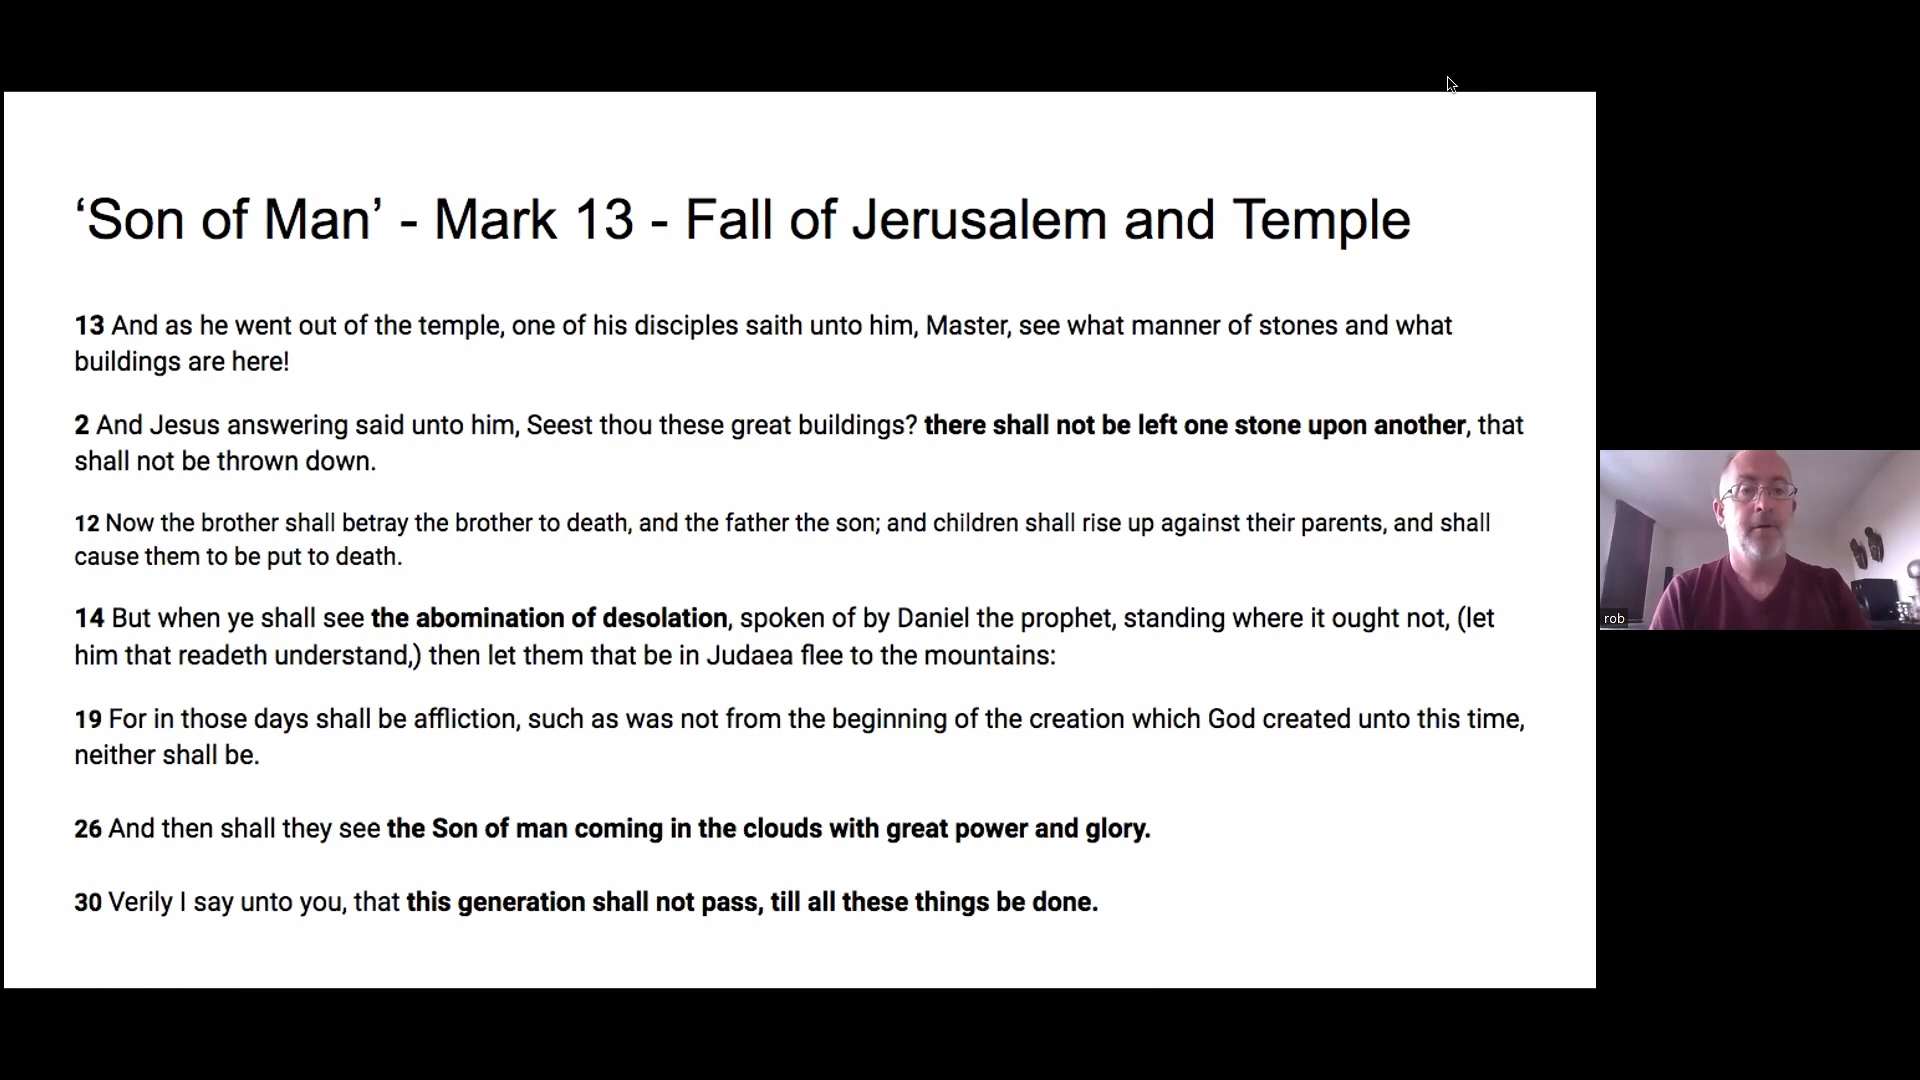 ‘Son of Man’ - Mark 13 - Fall of Jerusalem and Temple
13 And as he went out of the temple, one of his disciples saith unto him, Master, see what manner of stones and what
buildings are here!
2 And Jesus answering said unto him, Seest thou these great buildings? there shall not be left one stone upon another, that
shall not be thrown down.
12 Now the brother shall betray the brother to death, and the father the son; and children shall rise up against their parents, and shall
cause them to be put to death.
14 But when ye shall see the abomination of desolation, spoken of by Daniel the prophet, standing where it ought not, (let
him that readeth understand,) then let them that be in Judaea flee to the mountains:
19 For in those days shall be affliction, such as was not from the beginning of the creation which God created unto this time,
neither shall be.
26 And then shall they see the Son of man coming in the clouds with great power and glory.
30 Verily I say unto you, that this generation shall not pass, till all these things be done.
rob